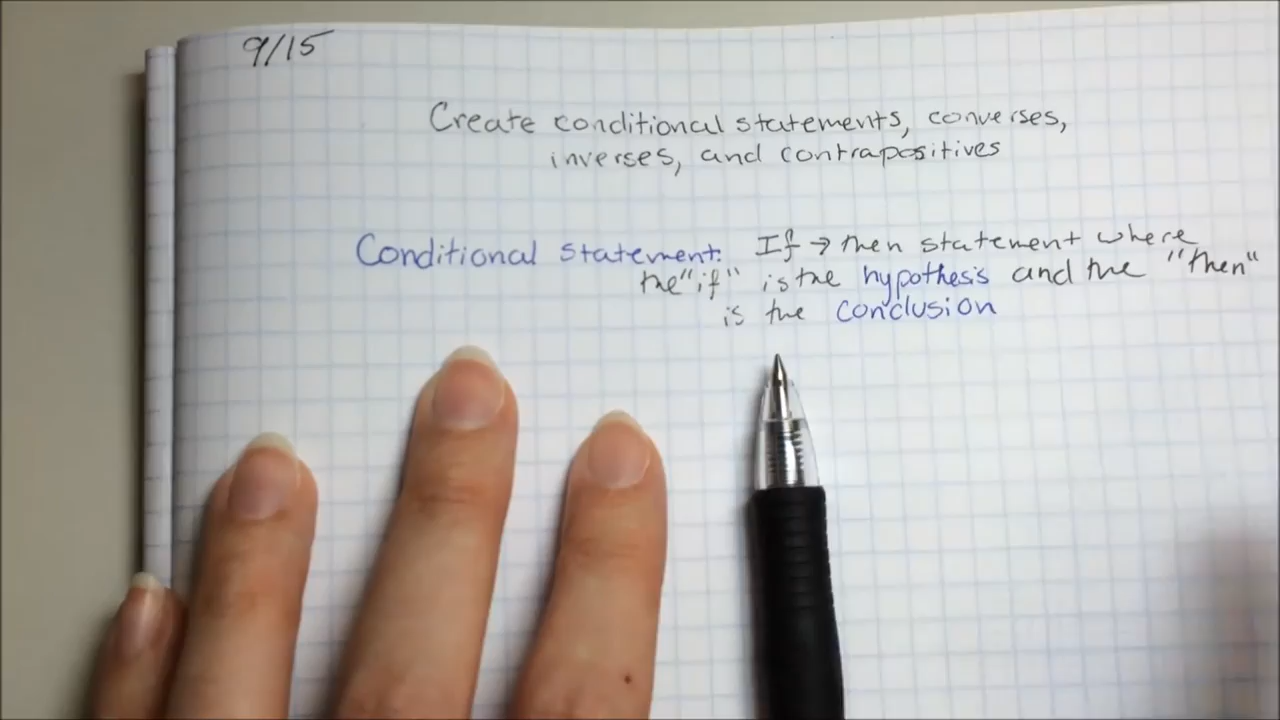 9/15
Create conditional statements, converses,
inverses, and contrapositives
Conditional statement: If → then statement where
the "if" is the hypothesis and the "then"
is the conclusion